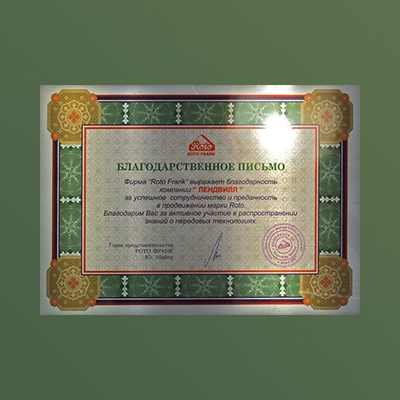 Roto
ROTO FRANK
БЛАГОДАРСТВЕННОЕ ПИСЬМО
Фирма "Roto Frank" выражает благодарность
компании " ПЕНДВИЛЛ "
за успешное сотрудничество и преданность
в продвижении марки Roto.
Благодарим Вас за активное участие в распространении
знаний о передовых технологиях.
Глава представительства
РОТО ФРАНК
Ю. Майер